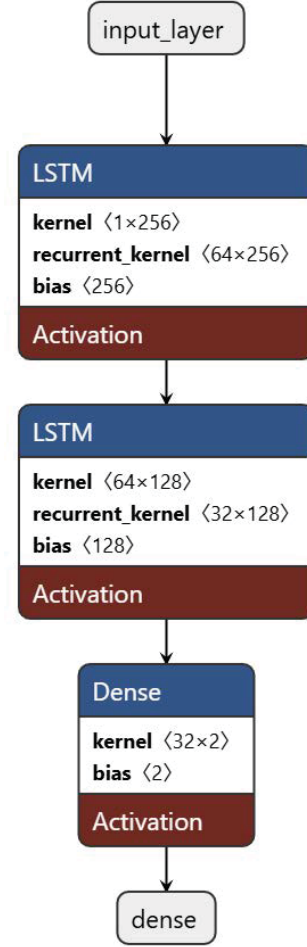 input_layer
LSTM
kernel 〈1×256〉
recurrent_kernel 〈64×256〉
bias 〈256〉
Activation
LSTM
kernel 〈64×128〉
recurrent_kernel 〈32×128〉
bias 〈128〉
Activation
Dense
kernel 〈32×2〉
bias 〈2〉
Activation
dense